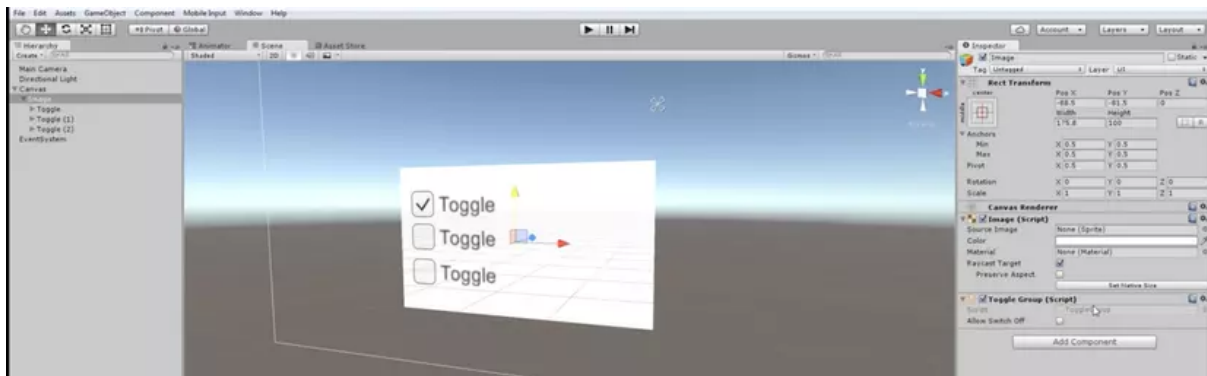 File Edit Assets GameObject Component Mobile Input Window Help
Pivot Global Account Layers Layout
Hierarchy Animator Scene Asset Store Inspector
Create Shaded 2D Gizmos
Image Static
Tag Untagged Layer UI
Main Camera
Directional Light
Canvas
Image
Toggle
Toggle (1)
Toggle (2)
EventSystem
Toggle
Toggle
Toggle
Rect Transform
center Pos X Pos Y Pos Z
middle
-88.5 -81.5 0
Width Height
175.8 100
R
Anchors
Min X 0.5 Y 0.5
Max X 0.5 Y 0.5
Pivot X 0.5 Y 0.5
Rotation X 0 Y 0 Z 0
Scale X 1 Y 1 Z 1
Canvas Renderer
Image (Script)
Source Image None (Sprite)
Color
Material None (Material)
Raycast Target
Preserve Aspect
Set Native Size
Toggle Group (Script)
Script
Allow Switch Off
Add Component